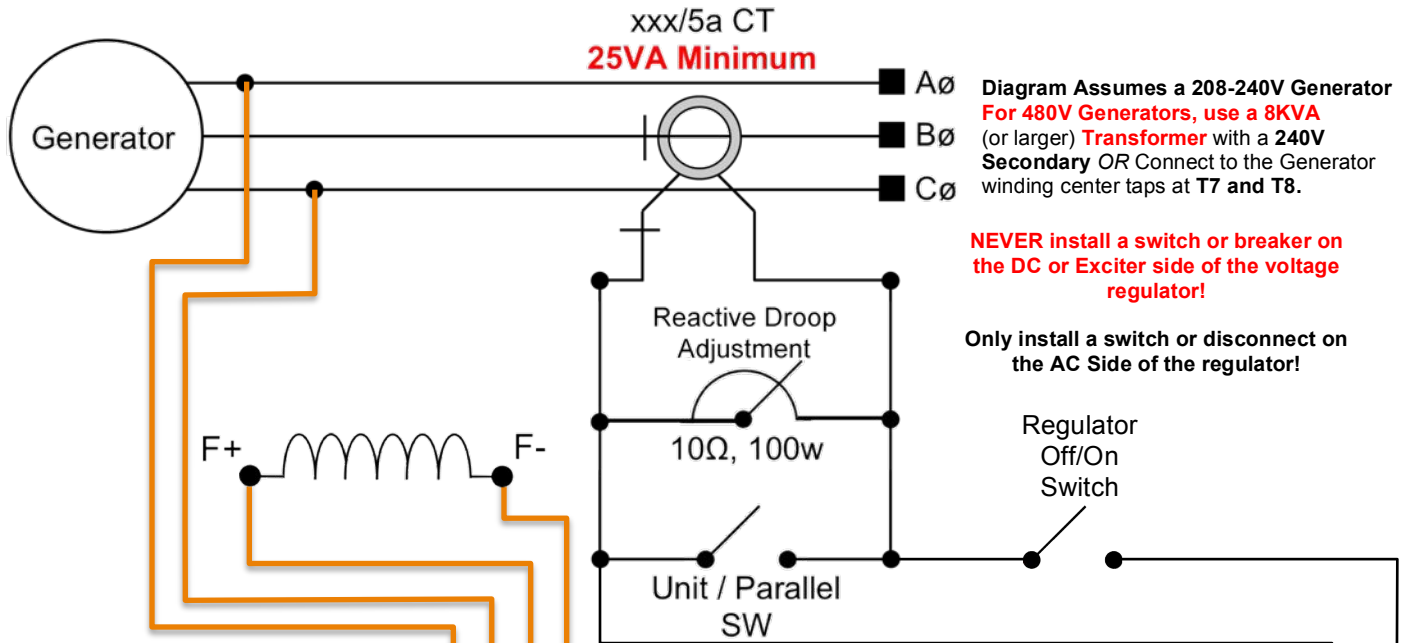 xxx/5a CT
25VA Minimum
Generator
Aø
Bø
Cø
Diagram Assumes a 208-240V Generator
For 480V Generators, use a 8KVA
(or larger) Transformer with a 240V
Secondary OR Connect to the Generator
winding center taps at T7 and T8.
NEVER install a switch or breaker on
the DC or Exciter side of the voltage
regulator!
Only install a switch or disconnect on
the AC Side of the regulator!
Reactive Droop
Adjustment
10Ω, 100w
F+
F-
Regulator
Off/On
Switch
Unit / Parallel
SW